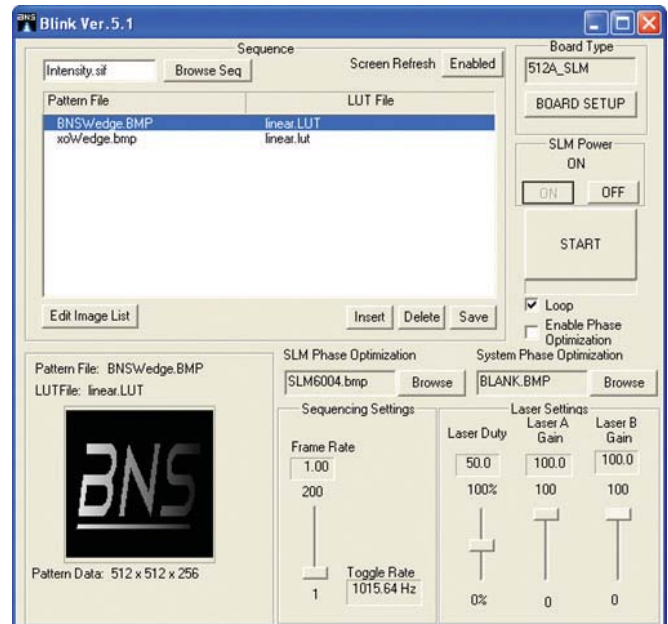 BNS
Blink Ver.5.1
Sequence
Intensity.sif
Browse Seq
Screen Refresh
Enabled
Pattern File
LUT File
BNSWedge.BMP
linear.LUT
xoWedge.bmp
linear.lut
Edit Image List
Insert
Delete
Save
Board Type
512A_SLM
BOARD SETUP
SLM Power
ON
ON
OFF
START
Loop
Enable Phase
Optimization
Pattern File: BNSWedge.BMP
LUTFile: linear.LUT
BNS
Pattern Data: 512 x 512 x 256
SLM Phase Optimization
SLM6004.bmp
Browse
System Phase Optimization
BLANK.BMP
Browse
Sequencing Settings
Frame Rate
1.00
200
1
Toggle Rate
1015.64 Hz
Laser Settings
Laser Duty
50.0
100%
0%
Laser A
Gain
100.0
100
0
Laser B
Gain
100.0
100
0